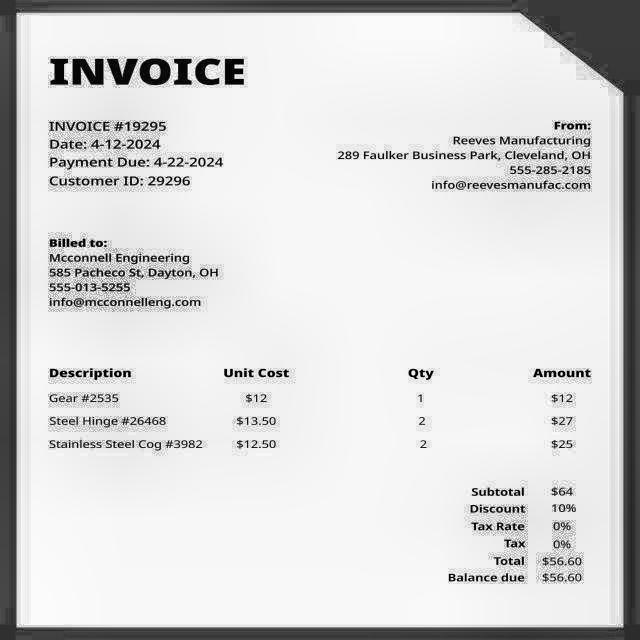 INVOICE
INVOICE #19295
Date: 4-12-2024
Payment Due: 4-22-2024
Customer ID: 29296
From:
Reeves Manufacturing
289 Faulker Business Park, Cleveland, OH
555-285-2185
info@reevesmanufac.com
Billed to:
Mcconnell Engineering
585 Pacheco St, Dayton, OH
555-013-5255
info@mcconnelleng.com
Description Unit Cost Qty Amount
Gear #2535 $12 1 $12
Steel Hinge #26468 $13.50 2 $27
Stainless Steel Cog #3982 $12.50 2 $25
Subtotal $64
Discount 10%
Tax Rate 0%
Tax 0%
Total $56.60
Balance due $56.60